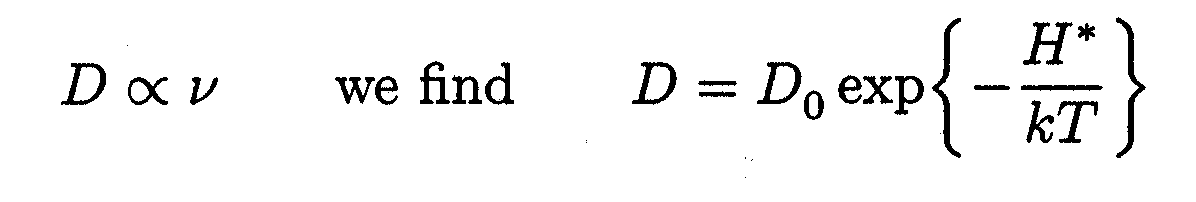 D ∝ ν we find D = D₀ exp{ −H*/kT }